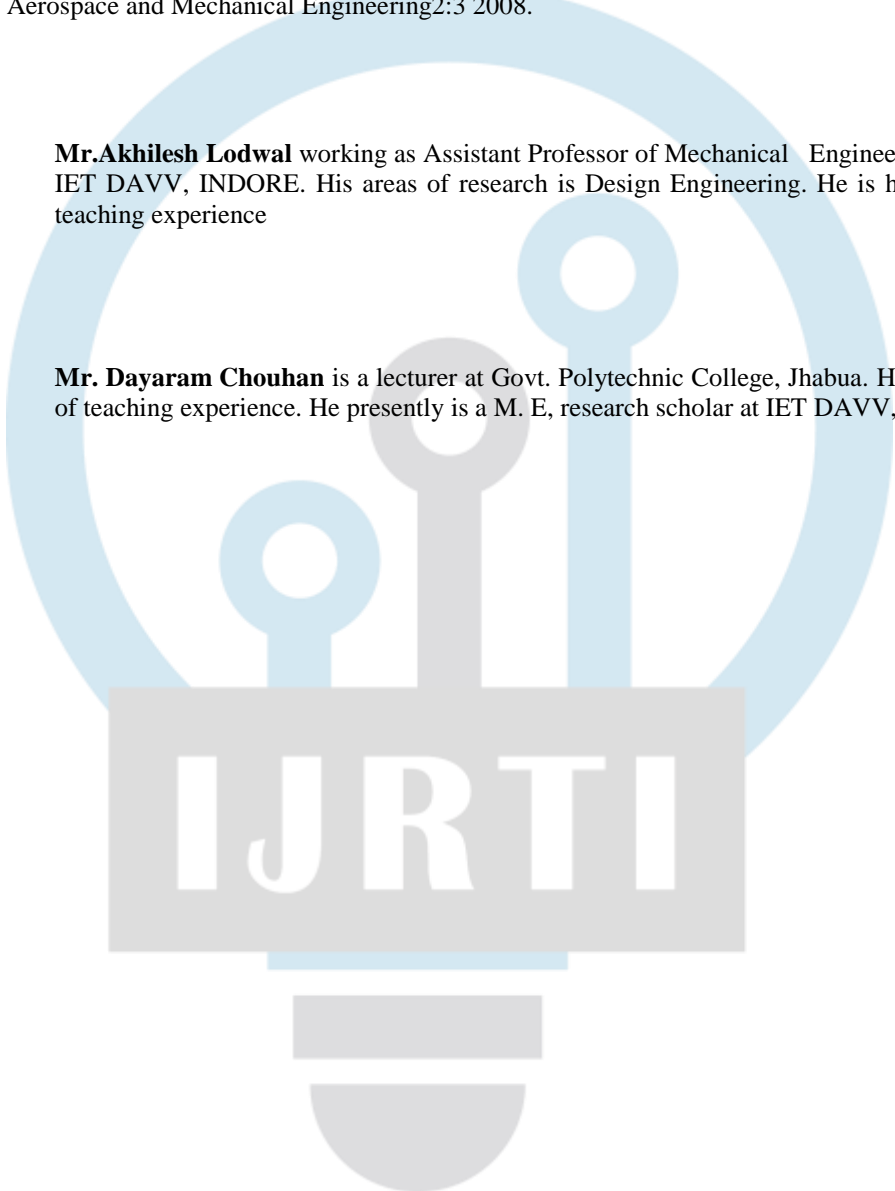 Aerospace and Mechanical Engineering2:3 2008.
Mr.Akhilesh Lodwal working as Assistant Professor of Mechanical Enginee
IET DAVV, INDORE. His areas of research is Design Engineering. He is h
teaching experience
Mr. Dayaram Chouhan is a lecturer at Govt. Polytechnic College, Jhabua. H
of teaching experience. He presently is a M. E, research scholar at IET DAVV,
IJRTI